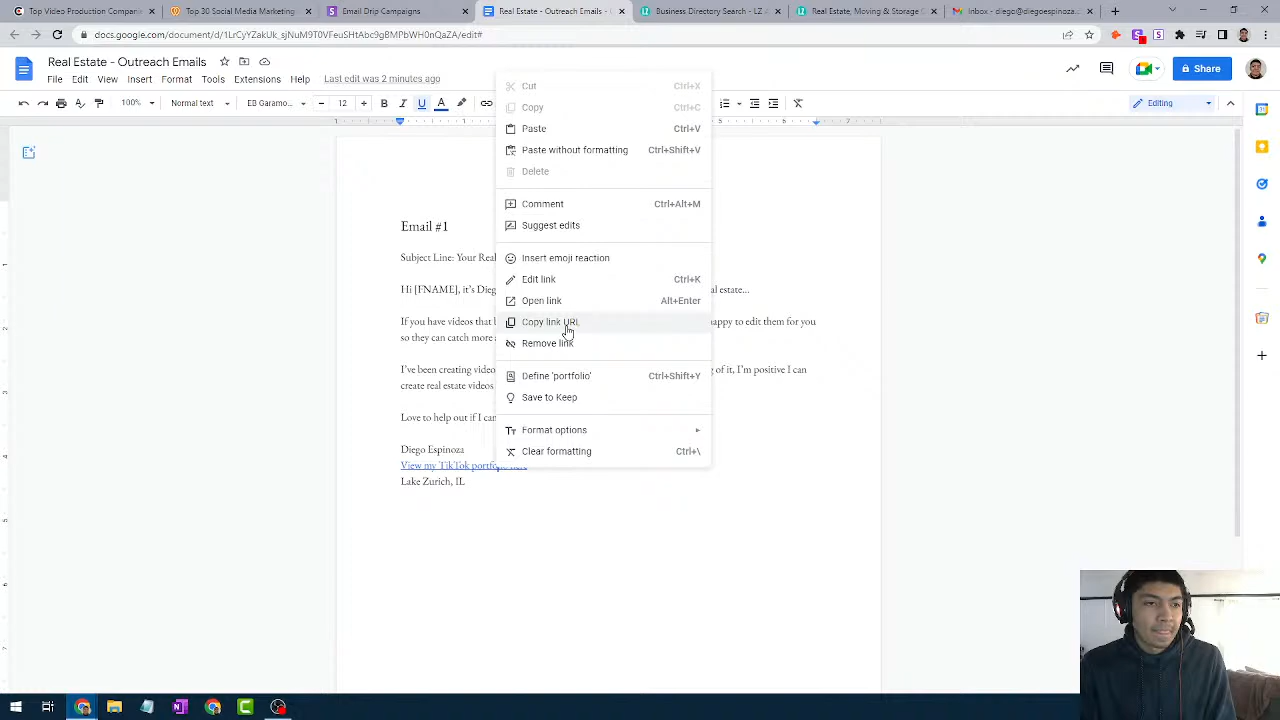 Top Video Production Compani
Top 30 Social Media Marketing
Email Drip Campaigns
Real Estate - Outreach Emails -
Business Directory Search - LZ
Real Estate, Moving & Storage
Inbox - diego@diegoespinoza.
docs.google.com/document/d/1LrCyYZakUk_sjNuM9T0VFeuSHtAbc9gBMPbWH0nQaZA/edit#
Real Estate - Outreach Emails
Share
File Edit View Insert Format Tools Extensions Help Last edit was 2 minutes ago
100% Normal text EB Garamo... 12 Editing
Cut Ctrl+X
Copy Ctrl+C
Paste Ctrl+V
Paste without formatting Ctrl+Shift+V
Delete
Comment Ctrl+Alt+M
Suggest edits
Insert emoji reaction
Edit link Ctrl+K
Open link Alt+Enter
Copy link URL
Remove link
Define 'portfolio' Ctrl+Shift+Y
Save to Keep
Format options
Clear formatting Ctrl+\
Email #1
Subject Line: Your Real
Hi [FNAME], it's Dieg
al estate...
If you have videos that
appy to edit them for you
so they can catch more
I've been creating video
g of it, I'm positive I can
create real estate videos
Love to help out if I can
Diego Espinoza
View my TikTok portfolio here
Lake Zurich, IL